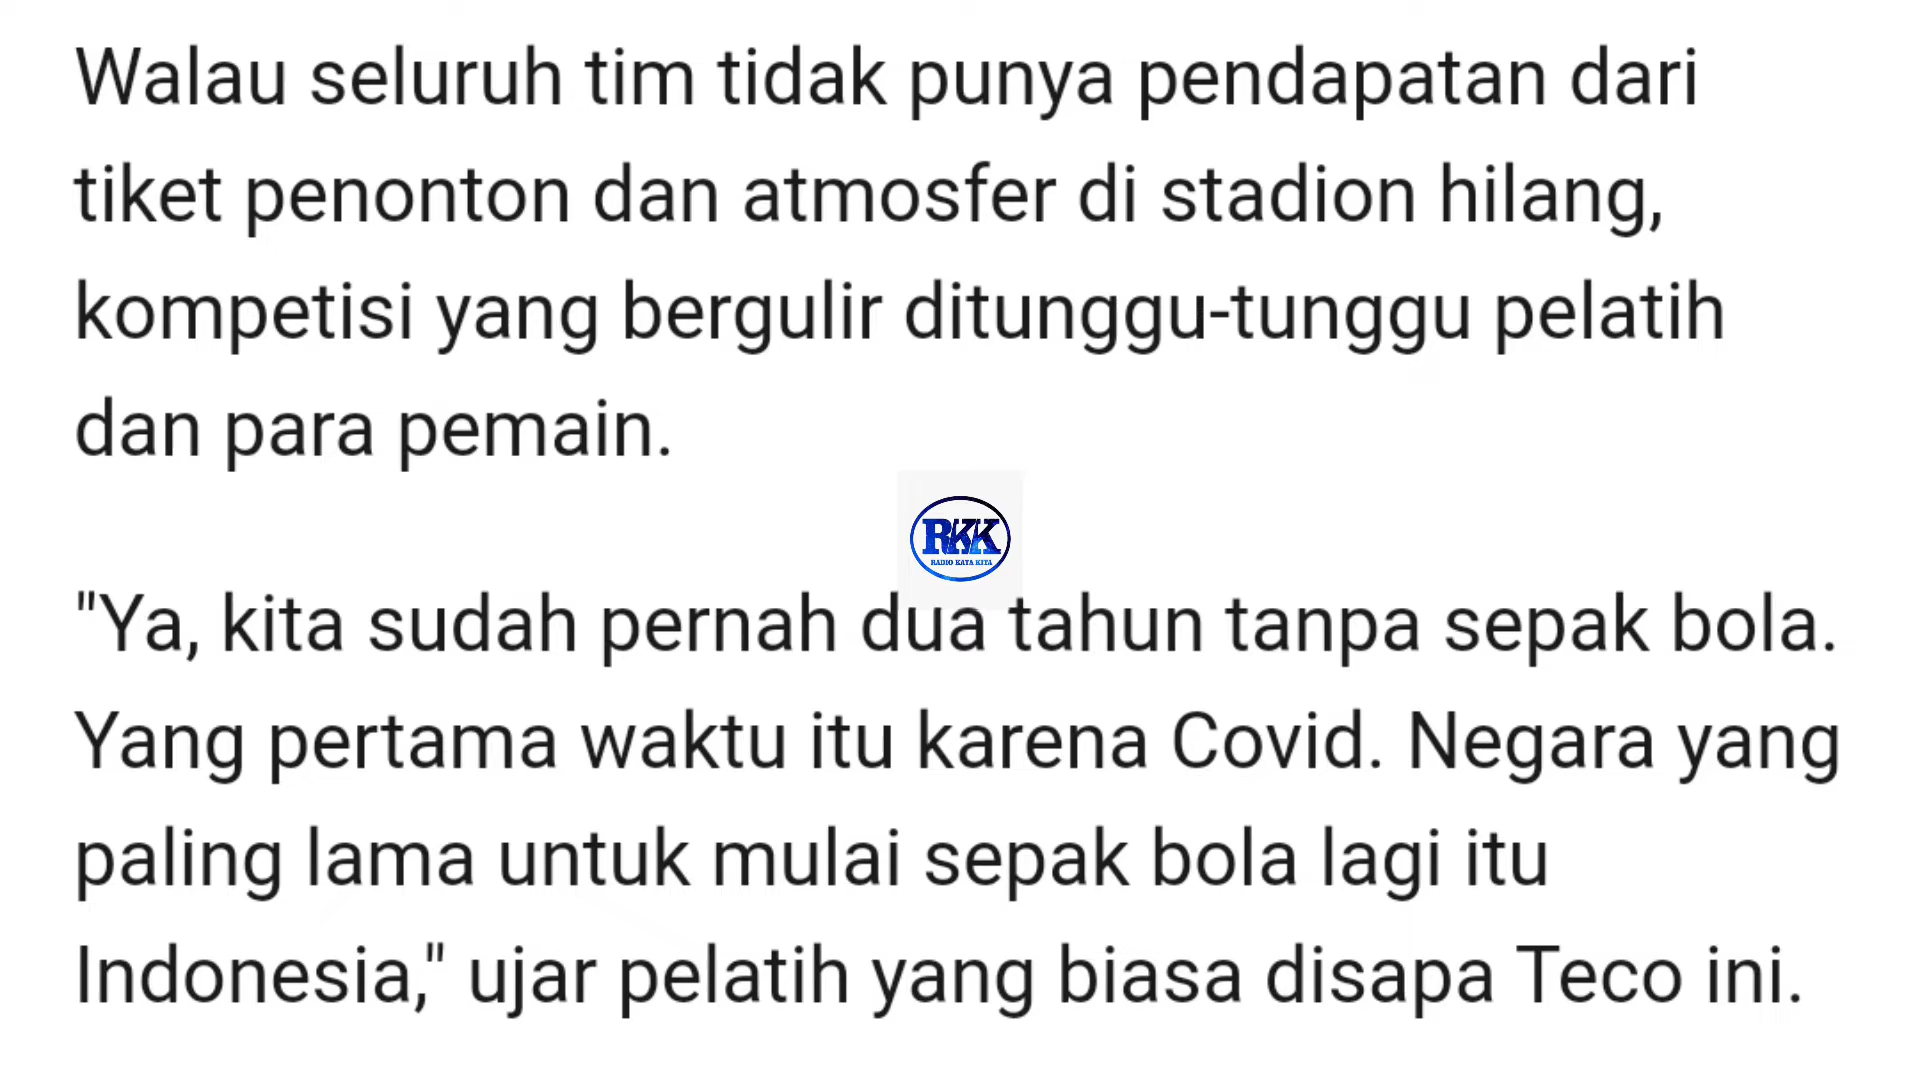 Walau seluruh tim tidak punya pendapatan dari
tiket penonton dan atmosfer di stadion hilang,
kompetisi yang bergulir ditunggu-tunggu pelatih
dan para pemain.
RKK
RADIO KATA KITA
"Ya, kita sudah pernah dua tahun tanpa sepak bola.
Yang pertama waktu itu karena Covid. Negara yang
paling lama untuk mulai sepak bola lagi itu
Indonesia," ujar pelatih yang biasa disapa Teco ini.